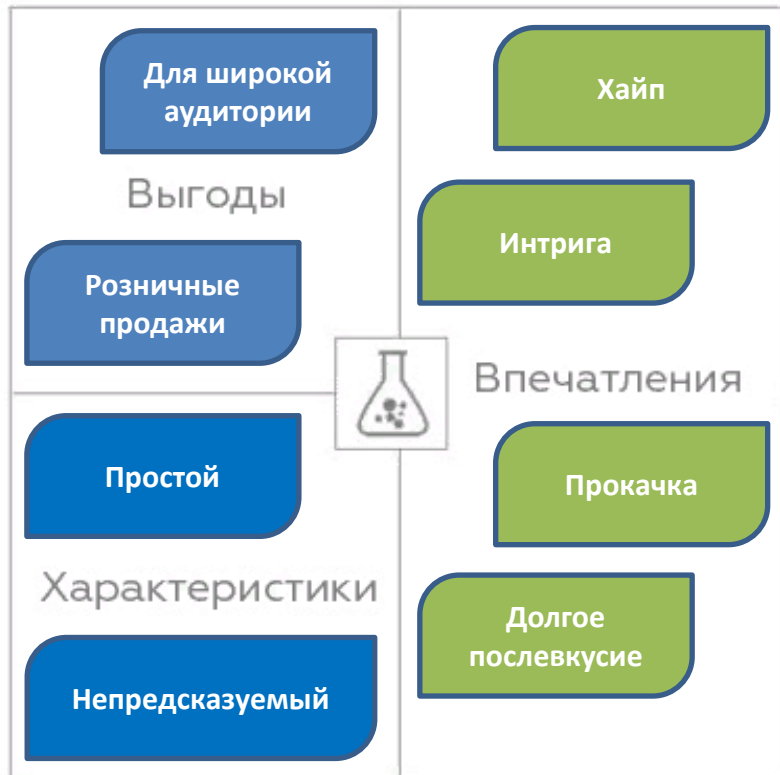 Для широкой
аудитории
Выгоды
Розничные
продажи
Простой
Характеристики
Непредсказуемый
Хайп
Интрига
Впечатления
Прокачка
Долгое
послевкусие